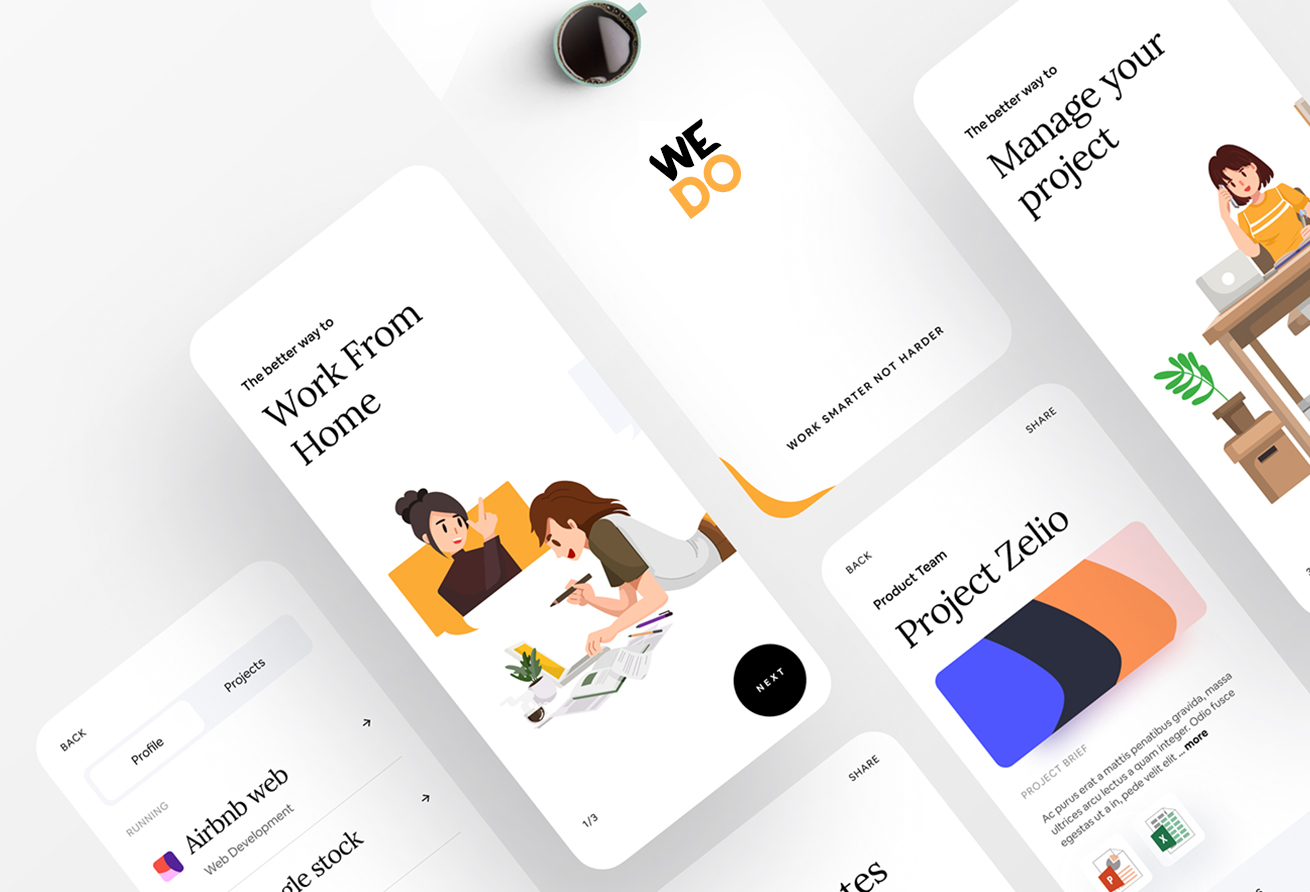 WE
DO
WORK SMARTER NOT HARDER
The better way to
Manage your
project
The better way to
Work From
Home
NEXT
1/3
BACK
SHARE
Product Team
Project Zelio
PROJECT BRIEF
Ac purus erat a mattis penatibus gravida, massa
ultrices arcu lectus a quam integer. Odio fusce
egestas ut a in, pede velit elit ... more
P
X
BACK
Profile
Projects
RUNNING
Airbnb web
Web Development
gle stock
SHARE
tes